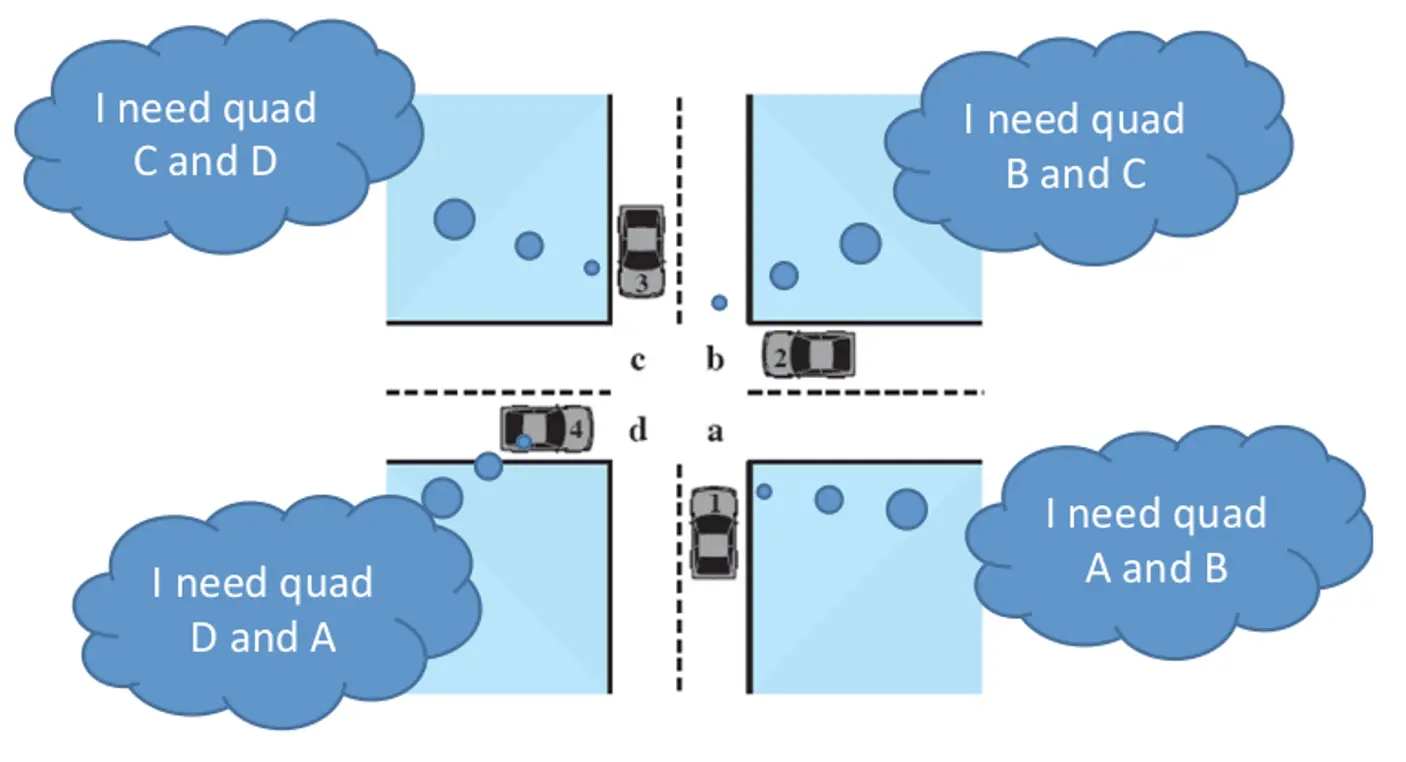 I need quad
C and D
I need quad
B and C
3
c b 2
4 d a
1
I need quad
D and A
I need quad
A and B